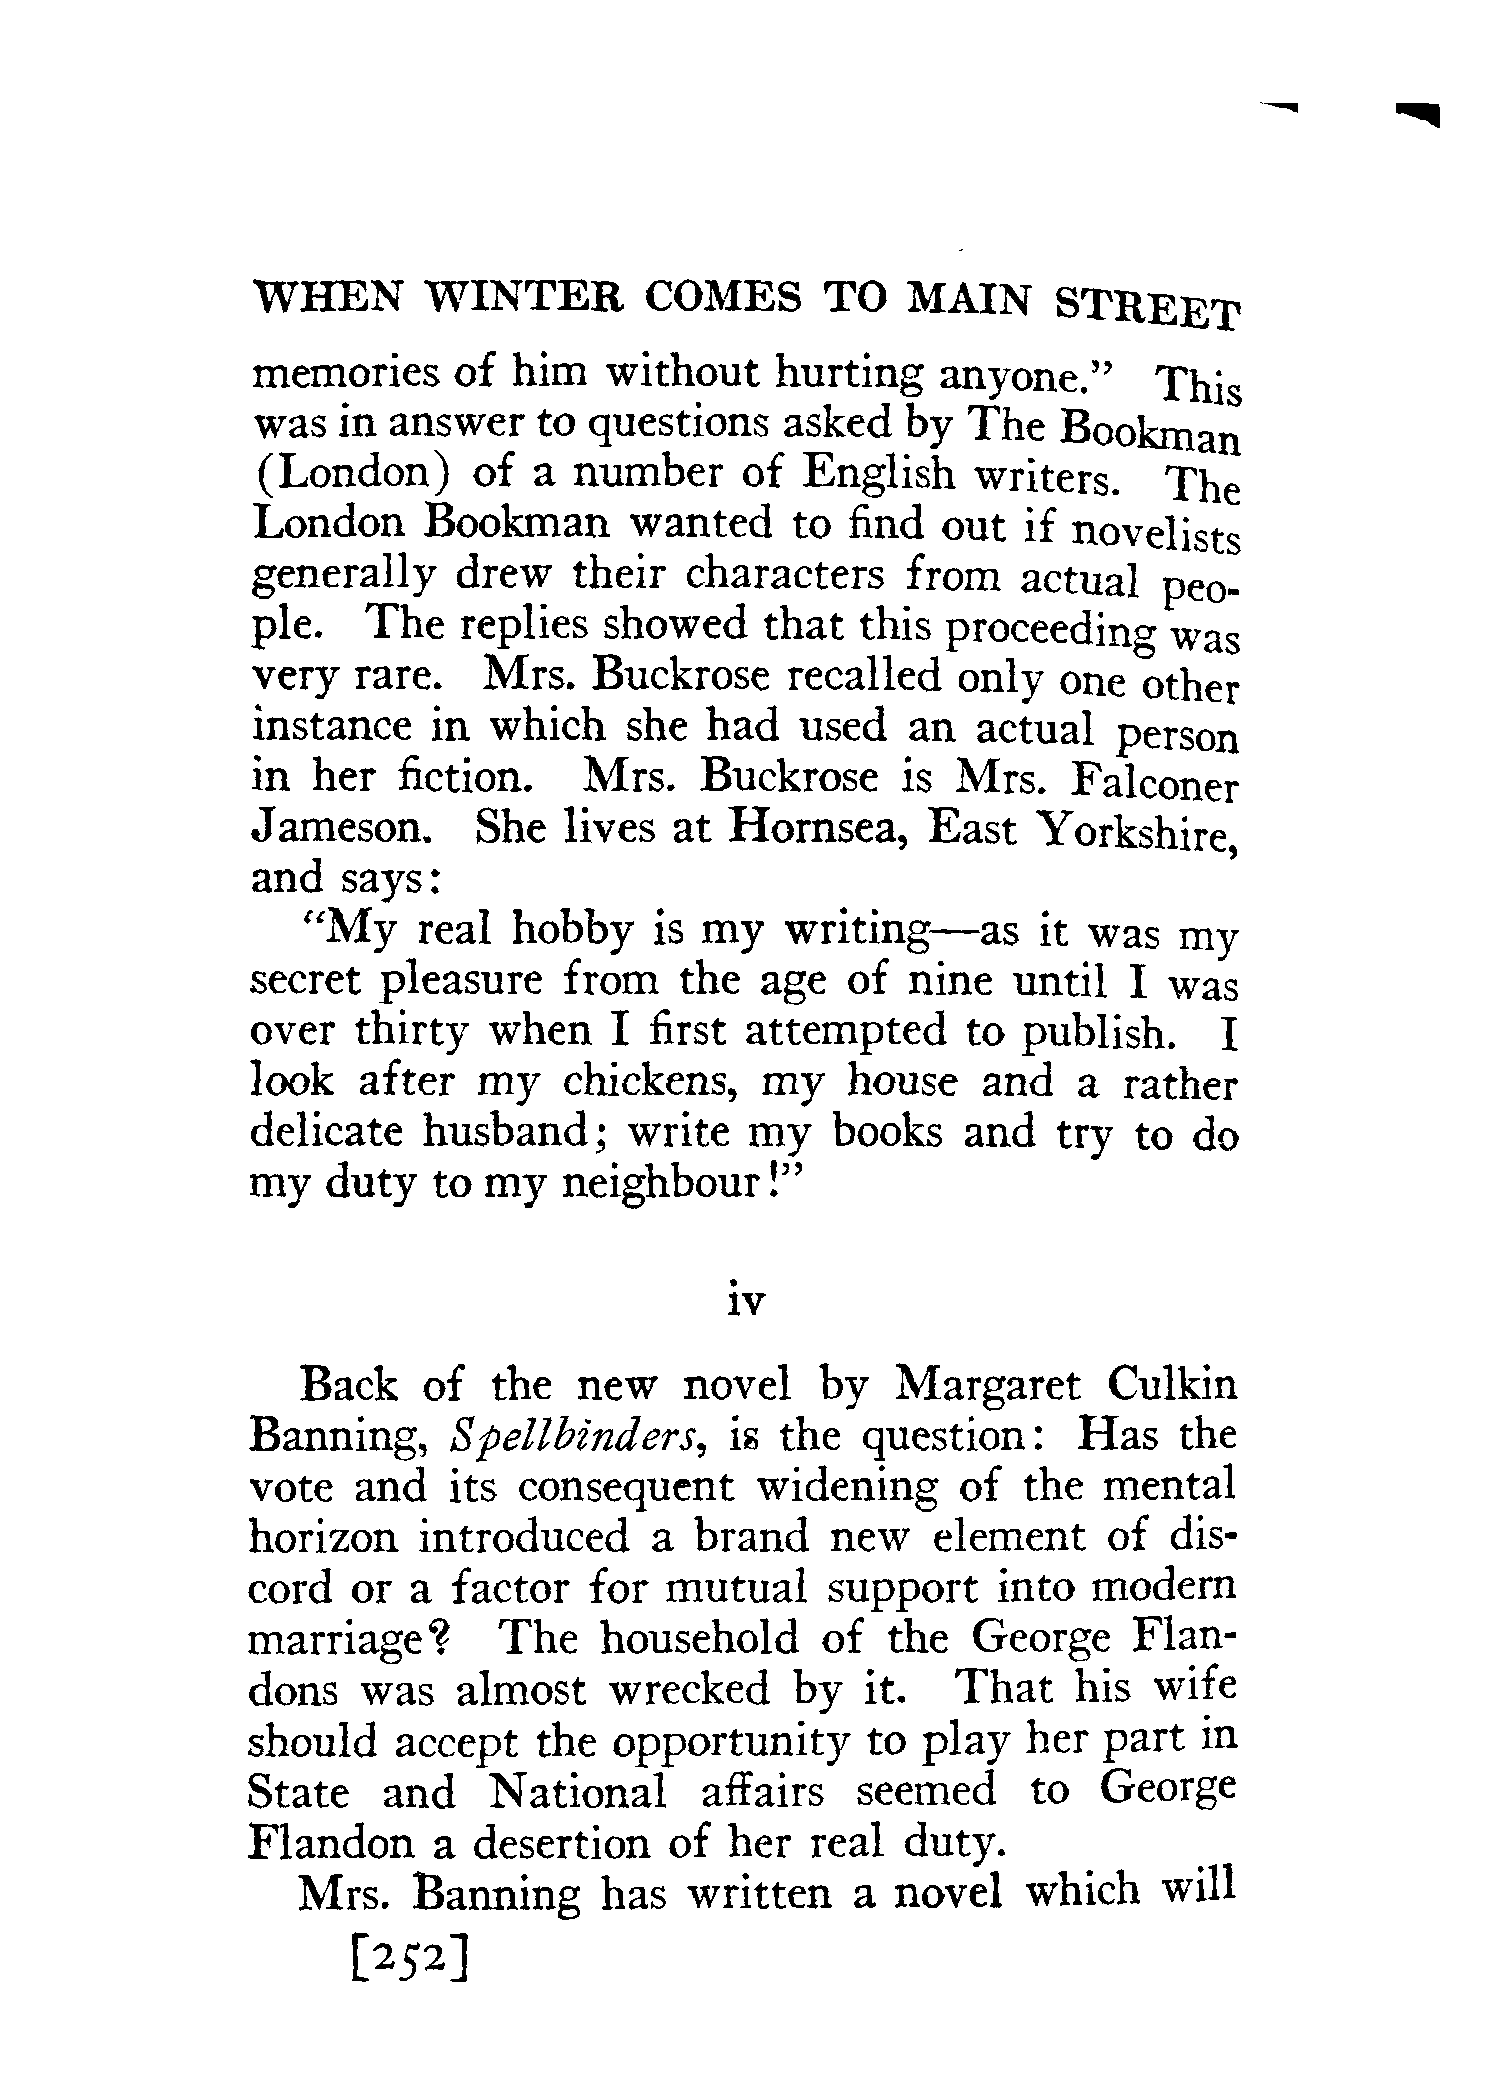 WHEN WINTER COMES TO MAIN STREET
memories of him without hurting anyone." This
was in answer to questions asked by The Bookman
(London) of a number of English writers. The
London Bookman wanted to find out if novelists
generally drew their characters from actual peo-
ple. The replies showed that this proceeding was
very rare. Mrs. Buckrose recalled only one other
instance in which she had used an actual person
in her fiction. Mrs. Buckrose is Mrs. Falconer
Jameson. She lives at Hornsea, East Yorkshire,
and says:
"My real hobby is my writing—as it was my
secret pleasure from the age of nine until I was
over thirty when I first attempted to publish. I
look after my chickens, my house and a rather
delicate husband; write my books and try to do
my duty to my neighbour!"
iv
Back of the new novel by Margaret Culkin
Banning, Spellbinders, is the question: Has the
vote and its consequent widening of the mental
horizon introduced a brand new element of dis-
cord or a factor for mutual support into modern
marriage? The household of the George Flan-
dons was almost wrecked by it. That his wife
should accept the opportunity to play her part in
State and National affairs seemed to George
Flandon a desertion of her real duty.
Mrs. Banning has written a novel which will
[252]